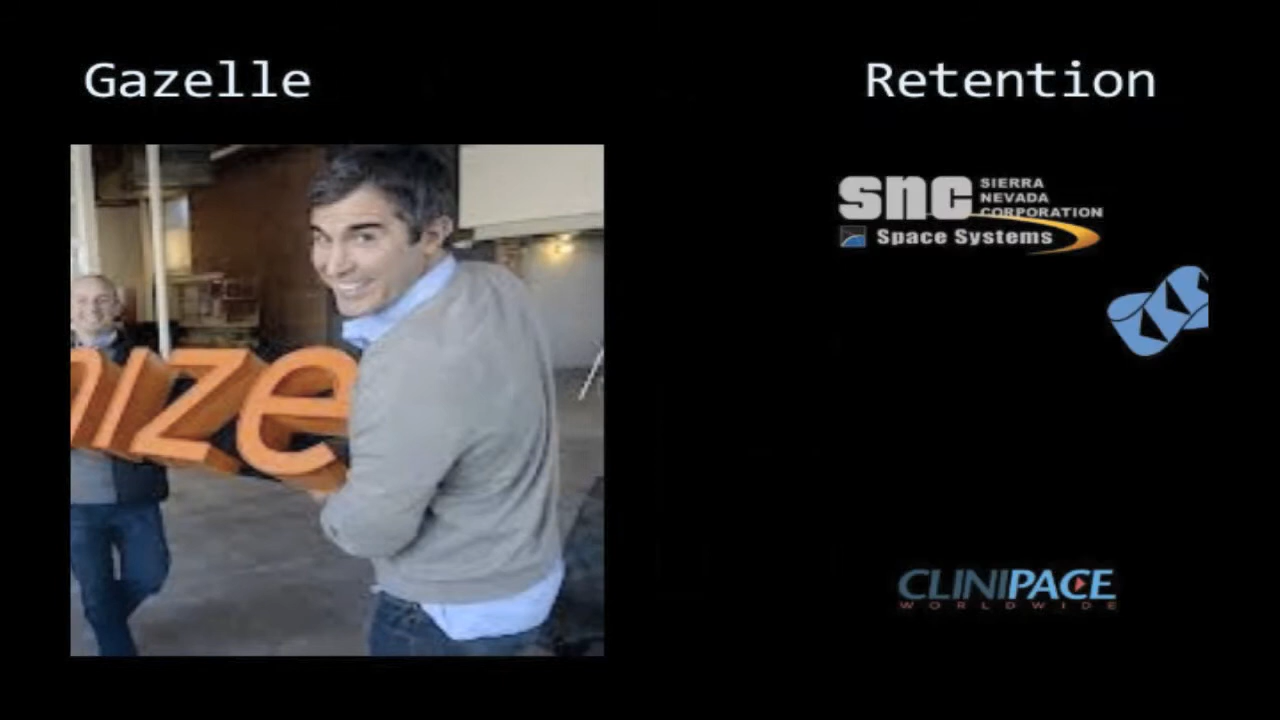 Gazelle
Retention
snc SIERRA
NEVADA
CORPORATION
Space Systems
ize
CLINIPACE
WORLDWIDE